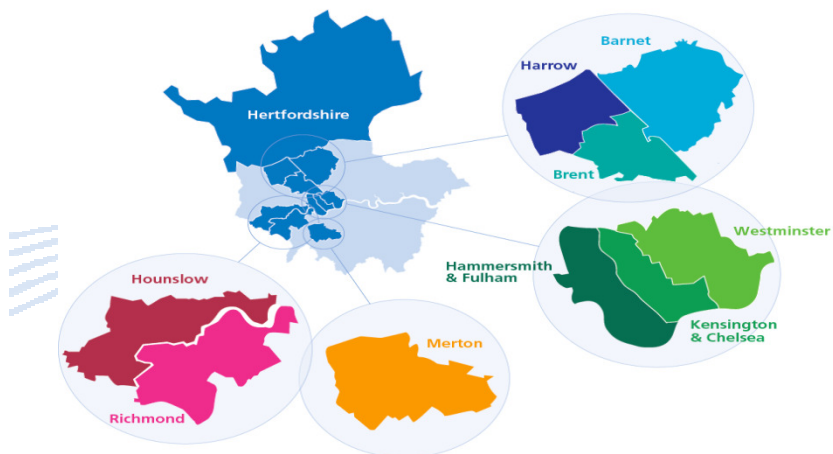 Barnet
Harrow
Hertfordshire
Brent
Westminster
Hammersmith
& Fulham
Hounslow
Kensington
& Chelsea
Merton
Richmond